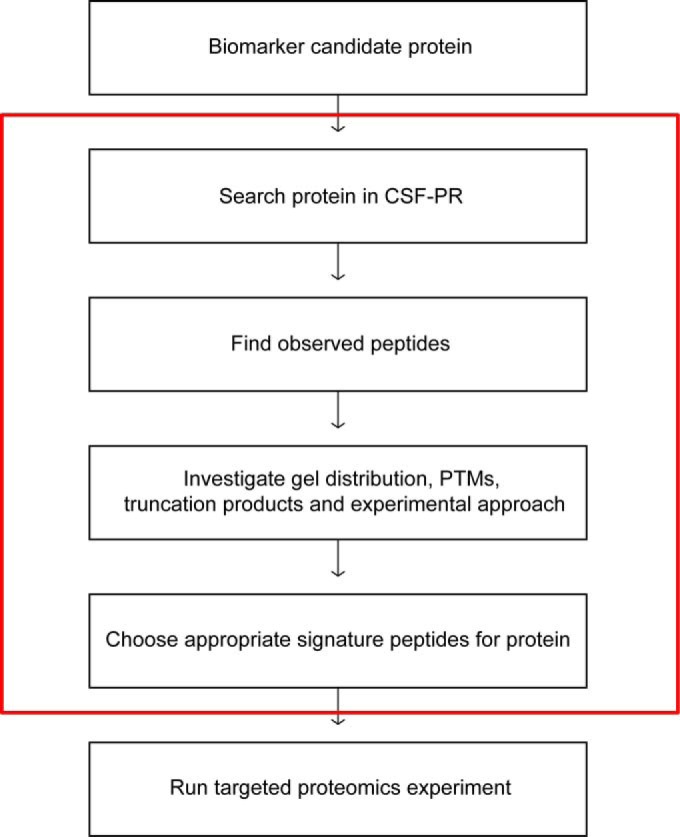 Biomarker candidate protein
Search protein in CSF-PR
Find observed peptides
Investigate gel distribution, PTMs,
truncation products and experimental approach
Choose appropriate signature peptides for protein
Run targeted proteomics experiment